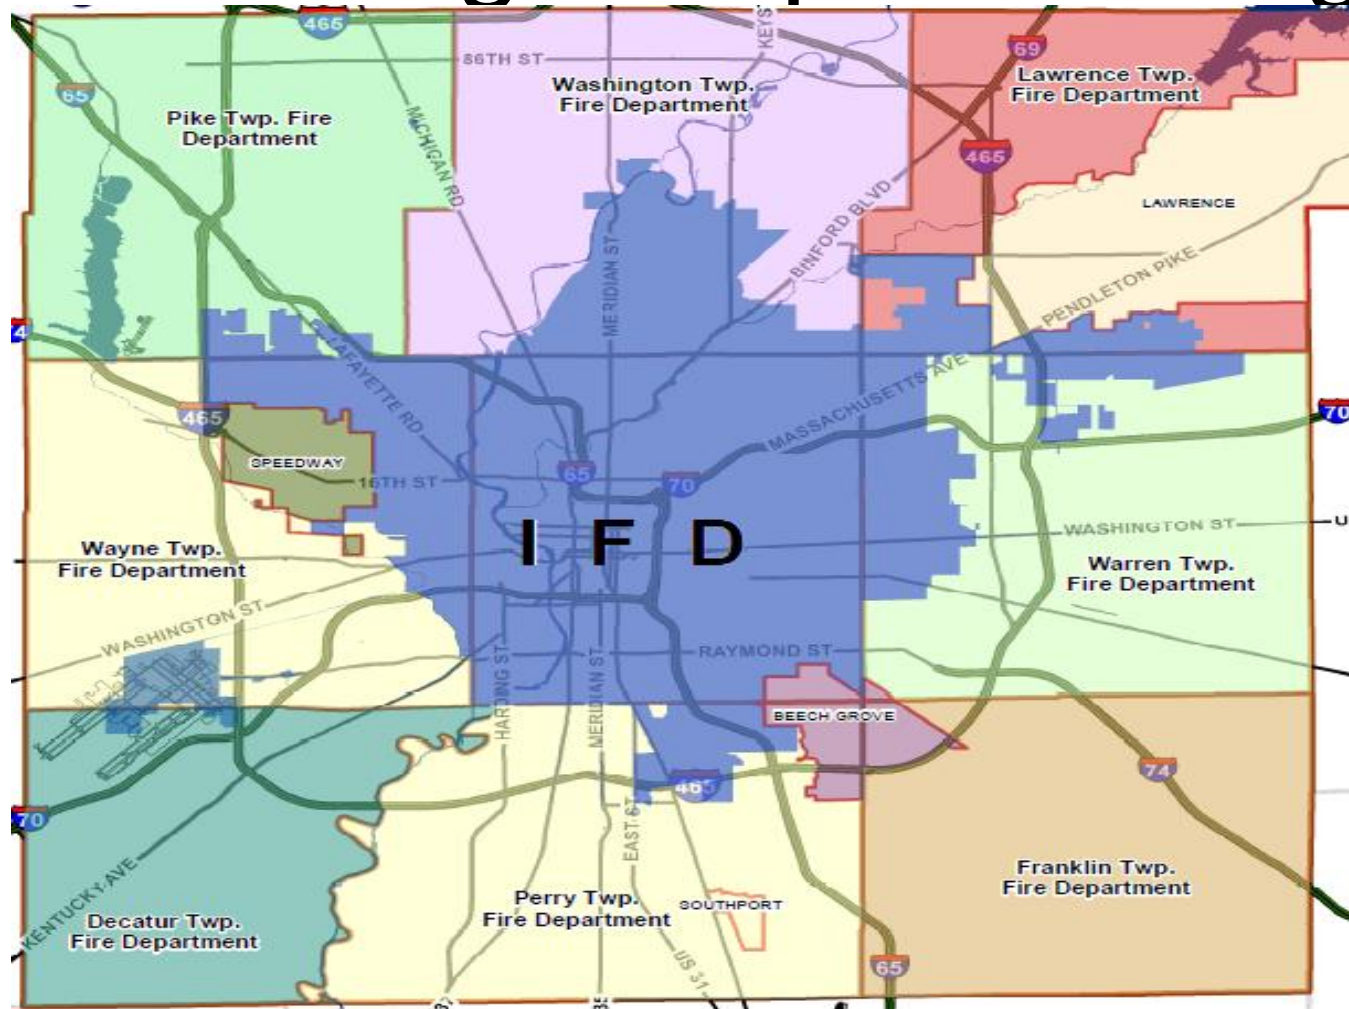 465
69
86TH ST
KEYS
Washington Twp.
Fire Department
Lawrence Twp.
Fire Department
65
Pike Twp. Fire
Department
MICHIGAN RD
465
BINFORD BLVD
LAWRENCE
MERIDIAN ST
PENDLETON PIKE
74
LAFAYETTE RD
MASSACHUSETTS AVE
465
70
SPEEDWAY
16TH ST
65
70
I F D
WASHINGTON ST
U
Wayne Twp.
Fire Department
Warren Twp.
Fire Department
WASHINGTON ST
RAYMOND ST
HARDING ST
MERIDIAN ST
BEECH GROVE
465
74
70
EAST ST
KENTUCKY AVE
Decatur Twp.
Fire Department
Perry Twp.
Fire Department
SOUTHPORT
Franklin Twp.
Fire Department
US 31
65